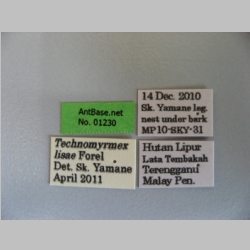 AntBase.net
No. 01230
Technomyrmex
lisae Forel
Det. Sk. Yamane
April 2011
14 Dec. 2010
Sk. Yamane leg.
nest under bark
MP10-SKY-31
Hutan Lipur
Lata Tembakah
Terengganu
Malay Pen.